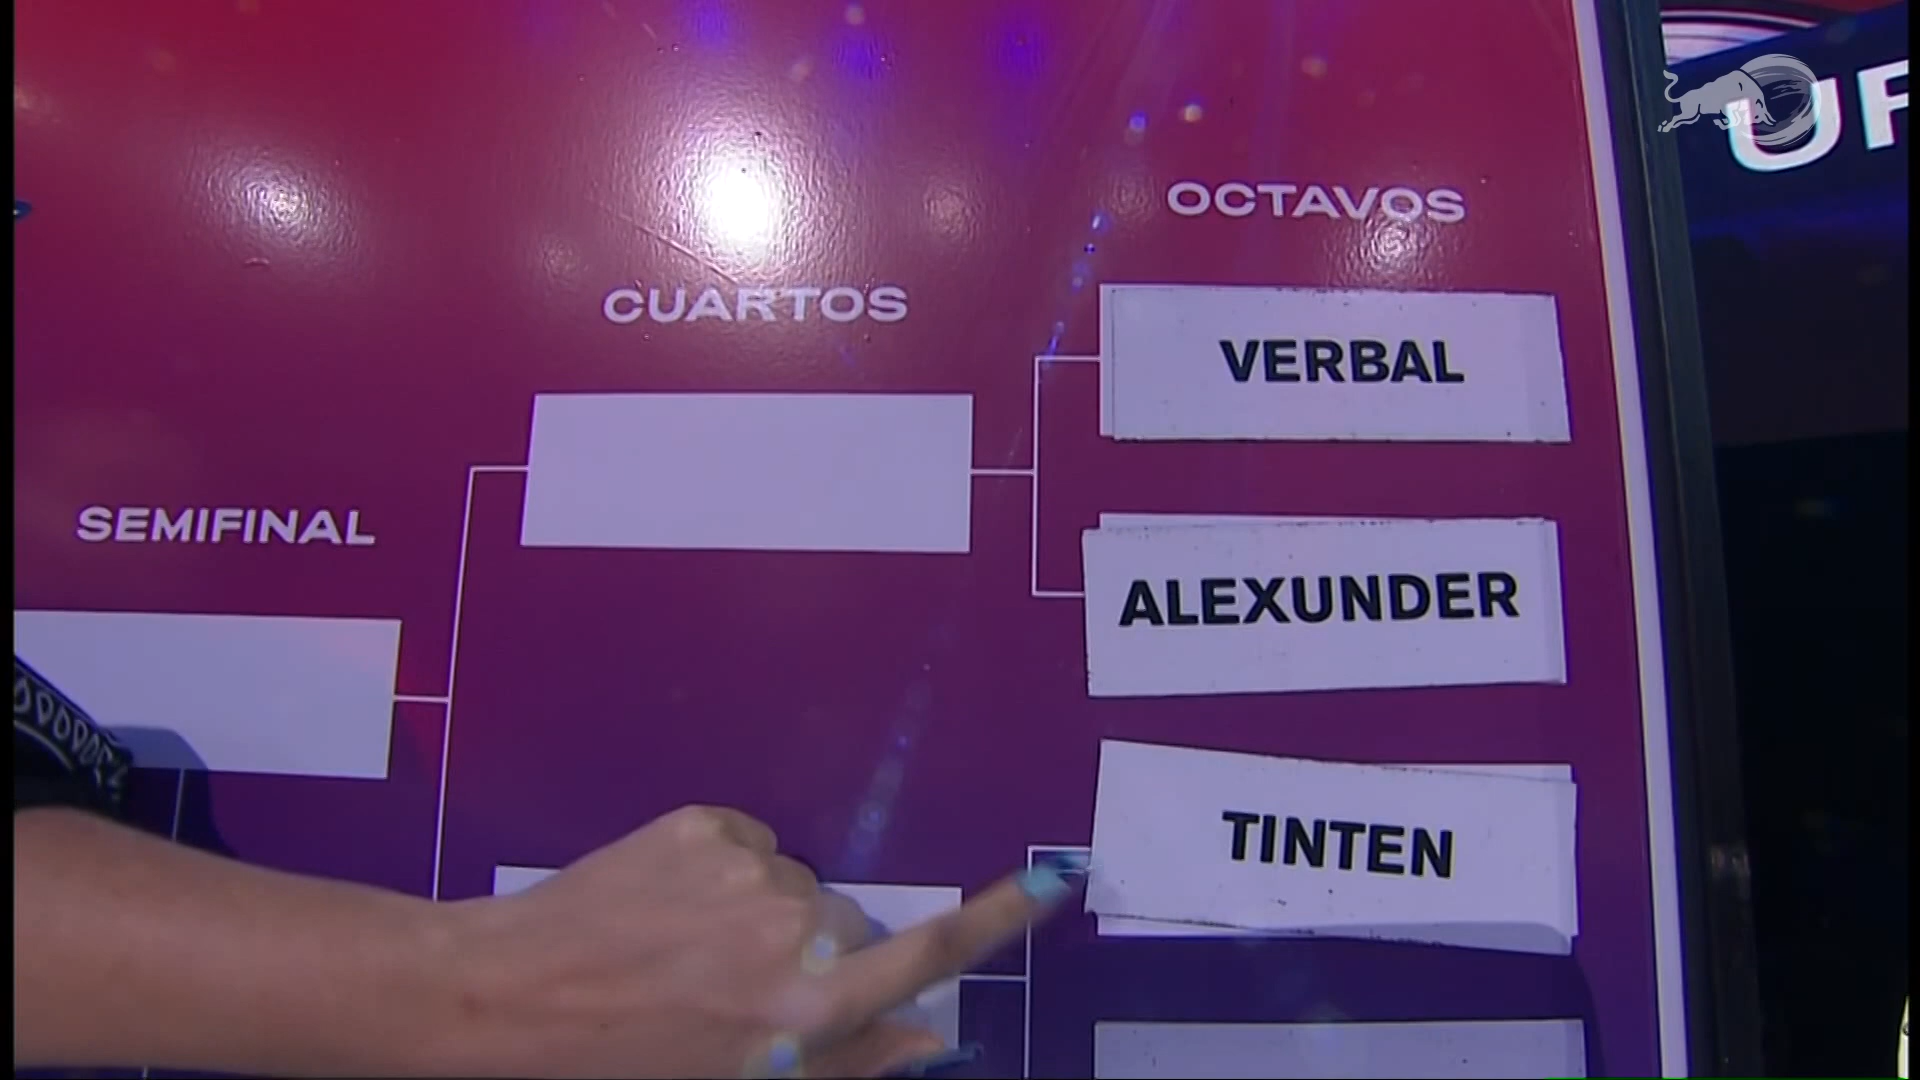 OCTAVOS
CUARTOS
VERBAL
SEMIFINAL
ALEXUNDER
TINTEN